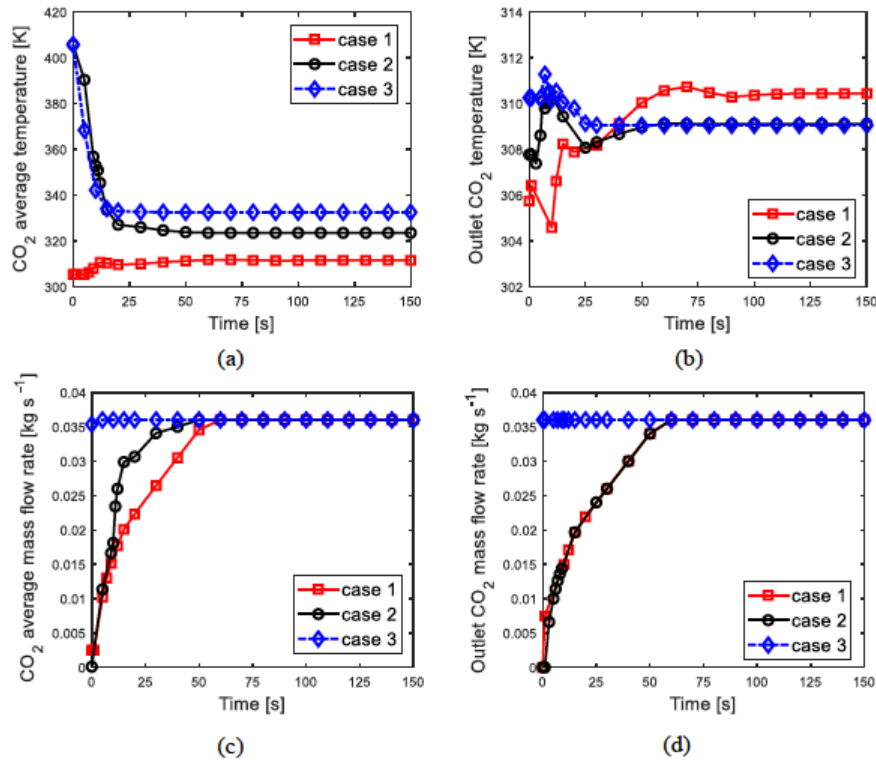 420
400
380
360
340
320
300
0 25 50 75 100 125 150
CO2 average temperature [K]
Time [s]
case 1
case 2
case 3
(a)
314
312
310
308
306
304
302
0 25 50 75 100 125 150
Outlet CO2 temperature [K]
Time [s]
case 1
case 2
case 3
(b)
0.04
0.035
0.03
0.025
0.02
0.015
0.01
0.005
0
0 25 50 75 100 125 150
CO2 average mass flow rate [kg s-1]
Time [s]
case 1
case 2
case 3
(c)
0.04
0.035
0.03
0.025
0.02
0.015
0.01
0.005
0
0 25 50 75 100 125 150
Outlet CO2 mass flow rate [kg s-1]
Time [s]
case 1
case 2
case 3
(d)